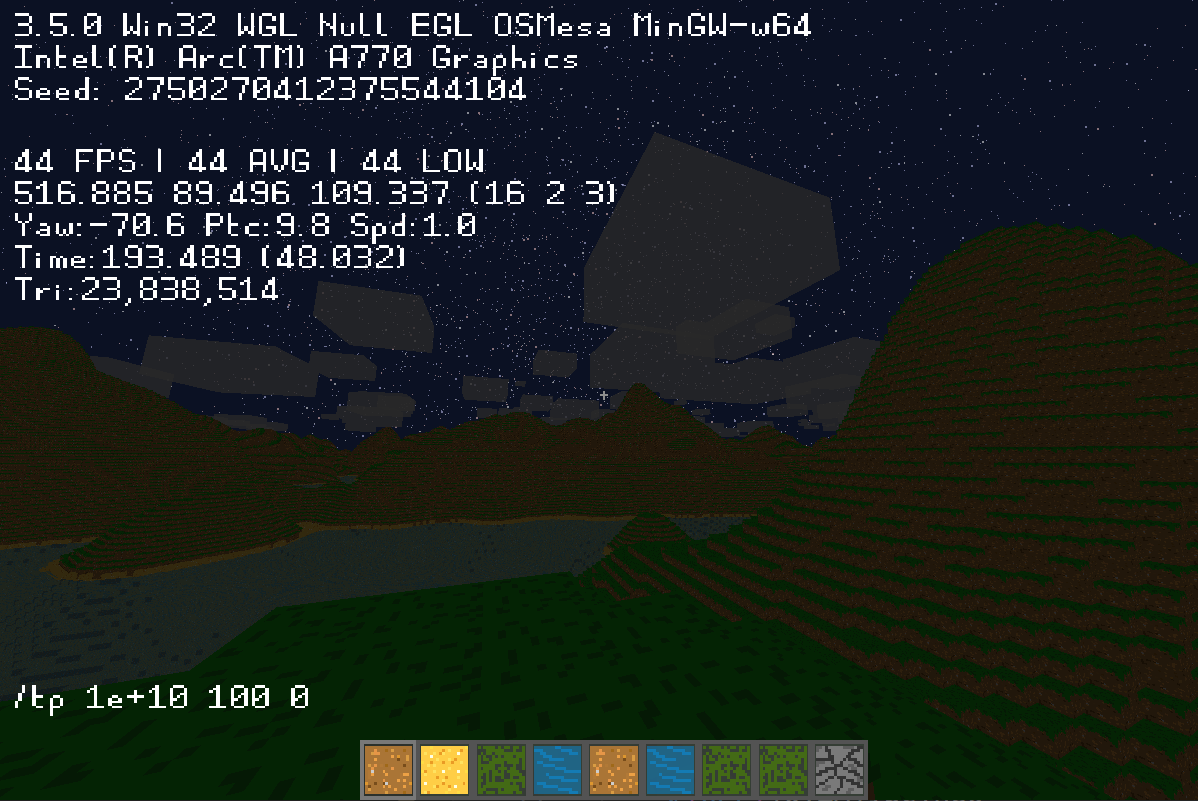 3.5.0 Win32 WGL Null EGL OSMesa MinGW-w64
Intel(R) Arc(TM) A770 Graphics
Seed: 2750270412375544104
44 FPS | 44 AVG | 44 LOW
516.885 89.496 109.337 (16 2 3)
Yaw:-70.6 Ptc:9.8 Spd:1.0
Time:193.489 (48.032)
Tri:23,838,514
/tp 1e+10 100 0